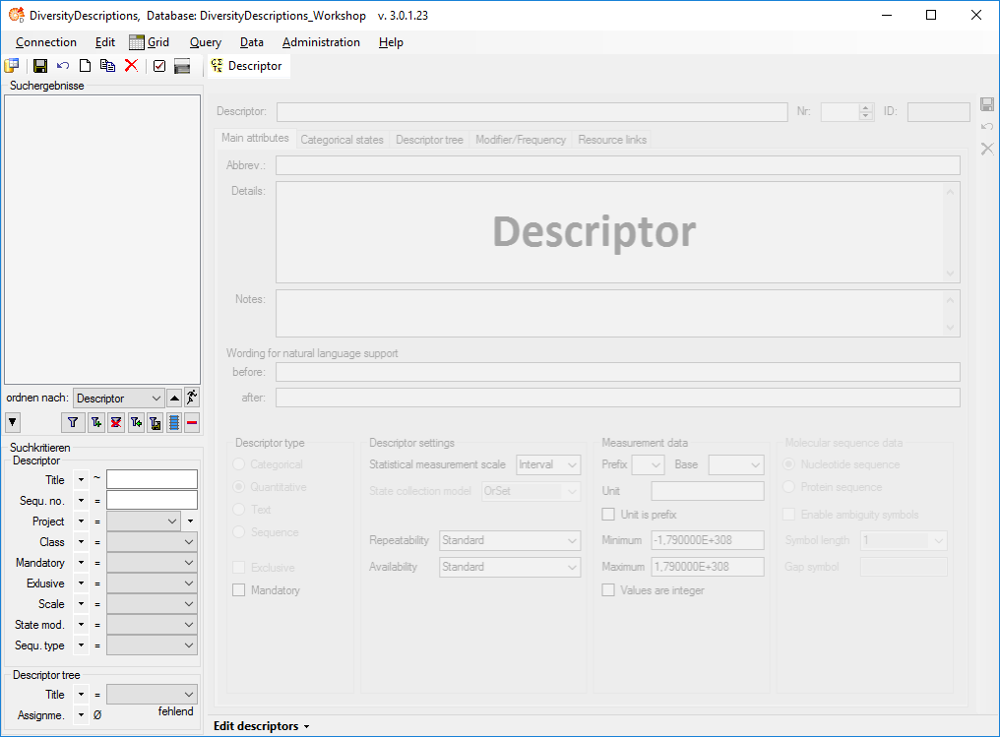 DiversityDescriptions, Database: DiversityDescriptions_Workshop v. 3.0.1.23
Connection Edit Grid Query Data Administration Help
Descriptor
Suchergebnisse
Descriptor: Nr: ID:
Main attributes Categorical states Descriptor tree Modifier/Frequency Resource links
Abbrev.:
Details:
Descriptor
Notes:
Wording for natural language support
before:
after:
ordnen nach: Descriptor
Suchkritieren
Descriptor
Title ~
Sequ. no. =
Project =
Class =
Mandatory =
Exlusive =
Scale =
State mod. =
Sequ. type =
Descriptor tree
Title =
Assignme. Ø fehlend
Descriptor type
Categorical
Quantitative
Text
Sequence
Exclusive
Mandatory
Descriptor settings
Statistical measurement scale Interval
State collection model OrSet
Repeatability Standard
Availability Standard
Measurement data
Prefix Base
Unit
Unit is prefix
Minimum -1,790000E+308
Maximum 1,790000E+308
Values are integer
Molecular sequence data
Nucleotide sequence
Protein sequence
Enable ambiguity symbols
Symbol length 1
Gap symbol
Edit descriptors